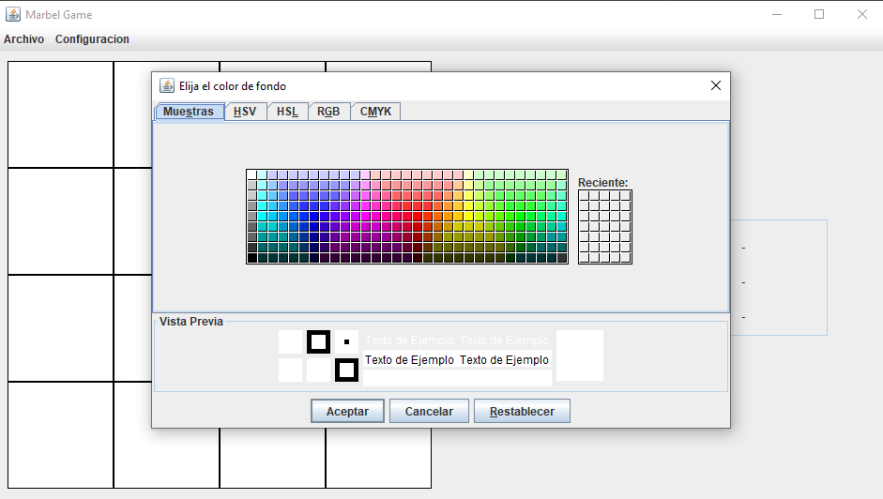 Marbel Game
Archivo Configuracion
Elija el color de fondo
Muestras HSV HSL RGB CMYK
Reciente:
-
-
-
Vista Previa
Texto de Ejemplo Texto de Ejemplo
Texto de Ejemplo Texto de Ejemplo
Aceptar Cancelar Restablecer